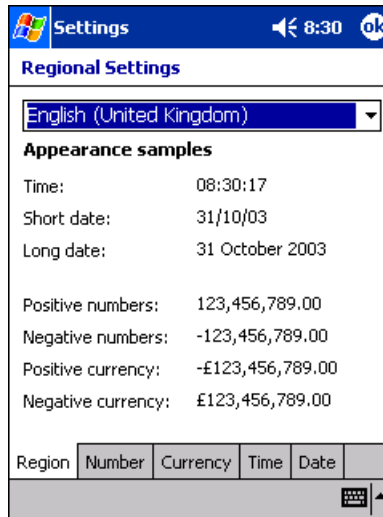 Settings 8:30 ok
Regional Settings
English (United Kingdom)
Appearance samples
Time: 08:30:17
Short date: 31/10/03
Long date: 31 October 2003
Positive numbers: 123,456,789.00
Negative numbers: -123,456,789.00
Positive currency: -£123,456,789.00
Negative currency: £123,456,789.00
Region Number Currency Time Date